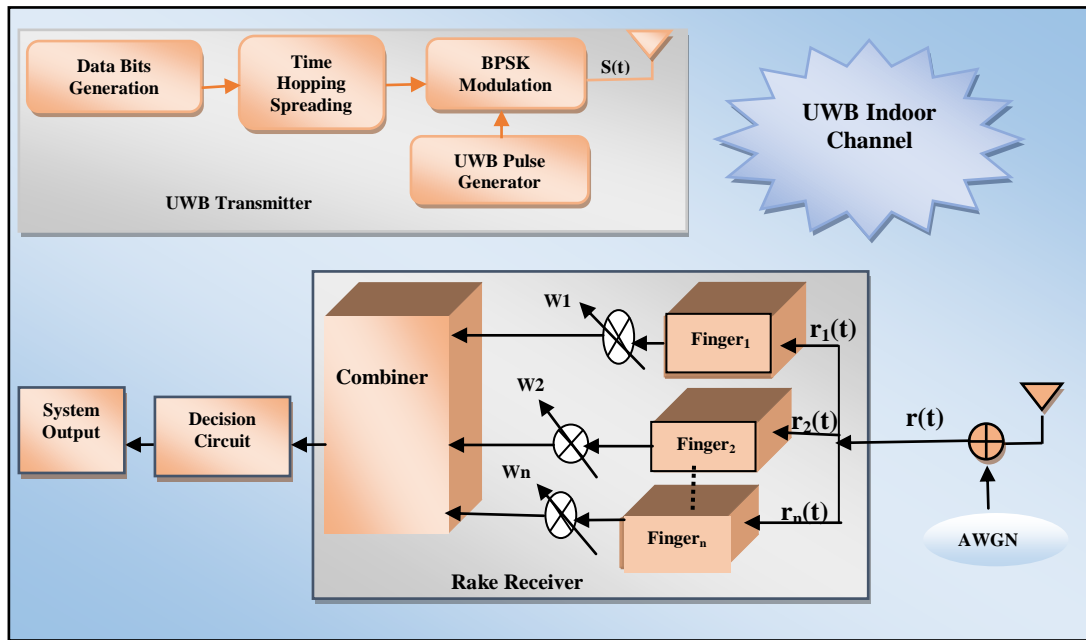 Data Bits
Generation
Time
Hopping
Spreading
BPSK
Modulation
S(t)
UWB Pulse
Generator
UWB Transmitter
UWB Indoor
Channel
W1
Finger₁
r₁(t)
Combiner
W2
Finger₂
r₂(t)
r(t)
System
Output
Decision
Circuit
Wn
Fingerₙ
rₙ(t)
AWGN
Rake Receiver